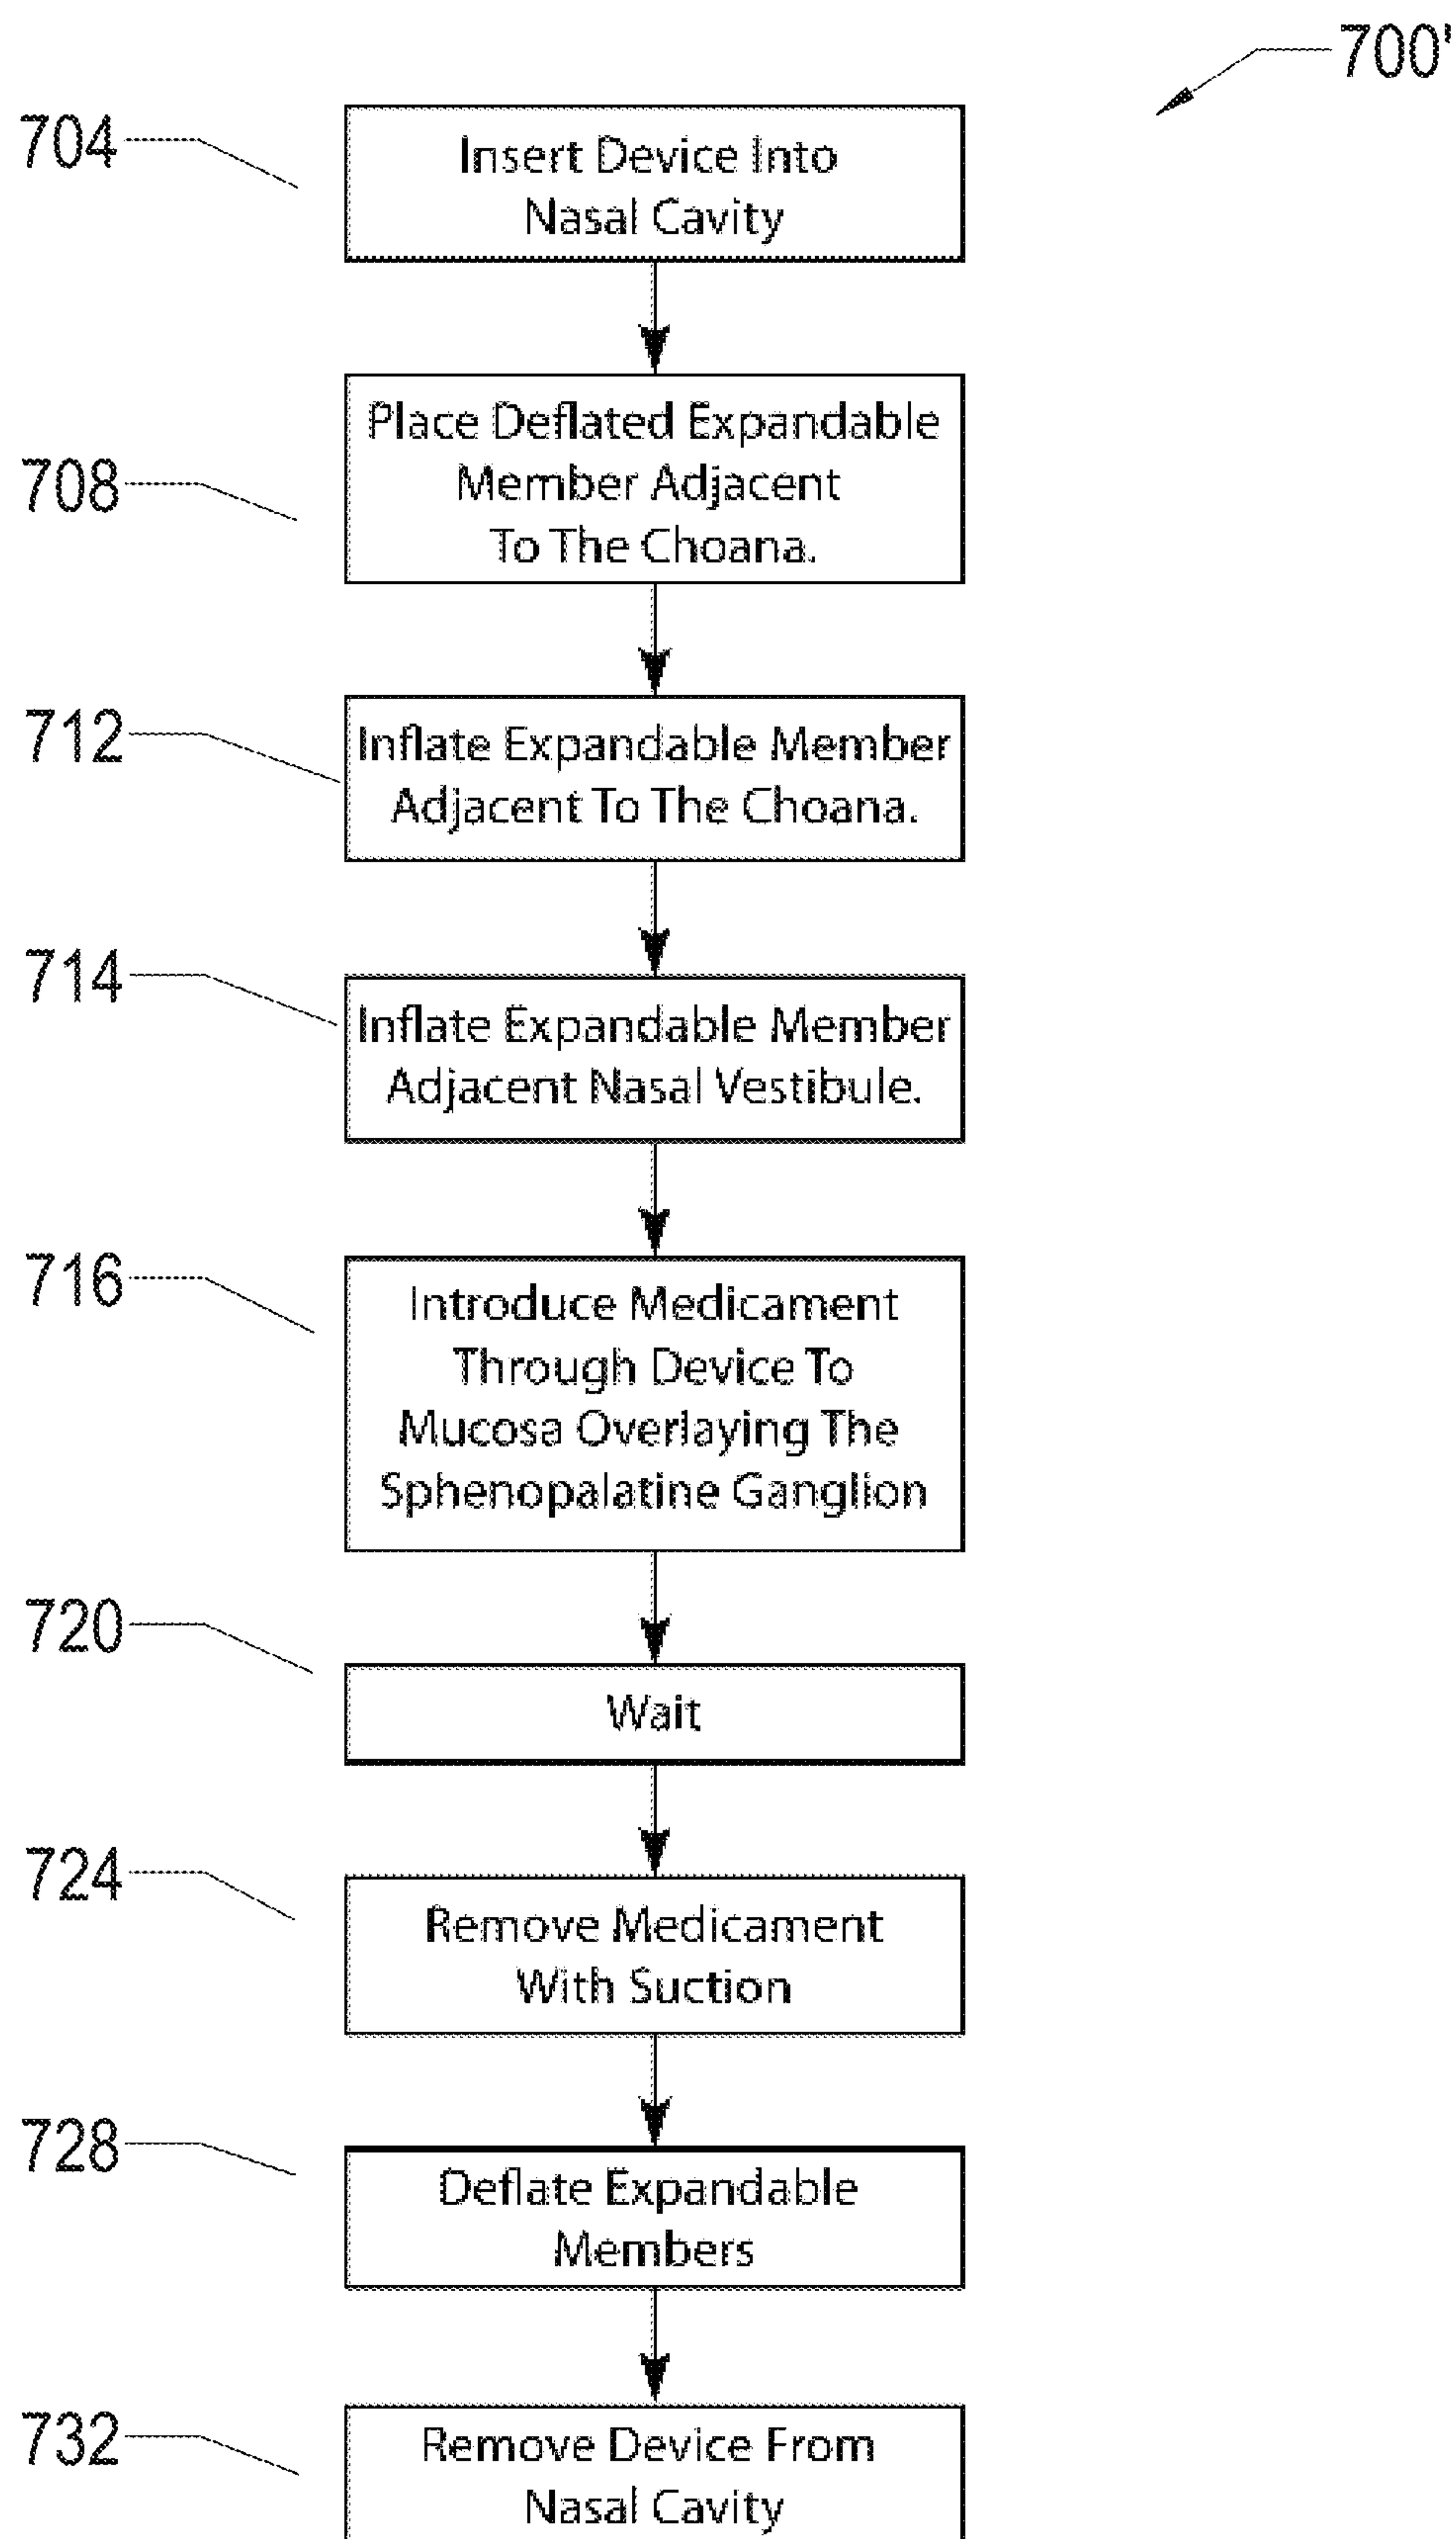 700'
704
Insert Device Into
Nasal Cavity
708
Place Deflated Expandable
Member Adjacent
To The Choana.
712
Inflate Expandable Member
Adjacent To The Choana.
714
Inflate Expandable Member
Adjacent Nasal Vestibule.
716
Introduce Medicament
Through Device To
Mucosa Overlaying The
Sphenopalatine Ganglion
720
Wait
724
Remove Medicament
With Suction
728
Deflate Expandable
Members
732
Remove Device From
Nasal Cavity